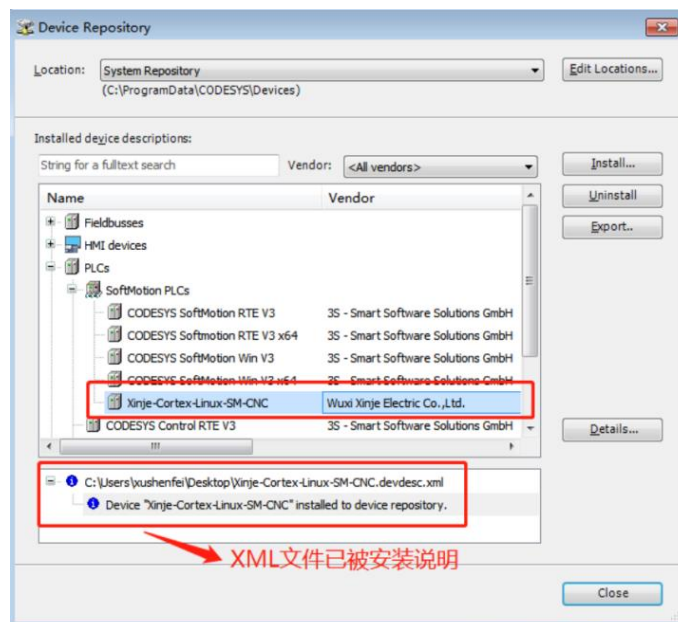 Device Repository
Location: System Repository Edit Locations...
(C:\ProgramData\CODESYS\Devices)
Installed device descriptions:
String for a fulltext search Vendor: <All vendors> Install...
Name Vendor Uninstall
Fieldbusses
HMI devices Export..
PLCs
SoftMotion PLCs
CODESYS SoftMotion RTE V3 3S - Smart Software Solutions GmbH
CODESYS Softmotion RTE V3 x64 3S - Smart Software Solutions GmbH
CODESYS SoftMotion Win V3 3S - Smart Software Solutions GmbH
CODESYS SoftMotion Win V3 x64 3S - Smart Software Solutions GmbH
Xinje-Cortex-Linux-SM-CNC Wuxi Xinje Electric Co.,Ltd.
CODESYS Control RTE V3 3S - Smart Software Solutions GmbH Details...
C:\Users\xushenfei\Desktop\Xinje-Cortex-Linux-SM-CNC.devdesc.xml
Device "Xinje-Cortex-Linux-SM-CNC" installed to device repository.
XML文件已被安装说明
Close